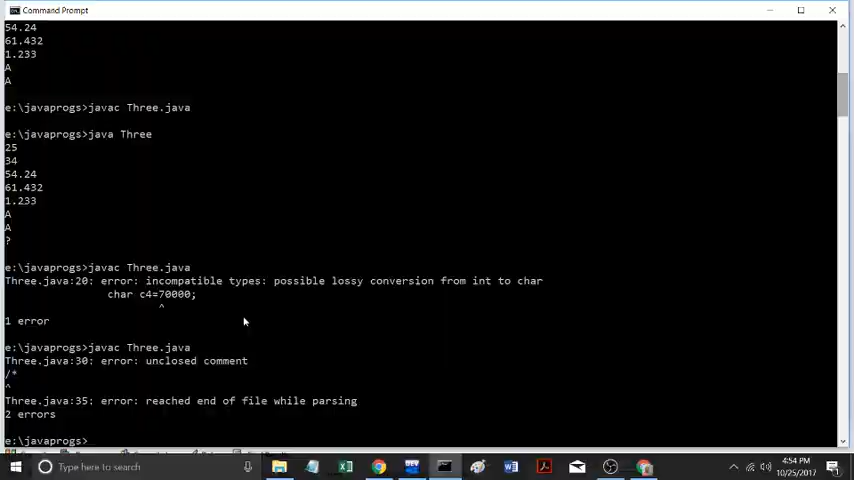 Command Prompt
54.24
61.432
1.233
A
A
e:\javaprogs>javac Three.java
e:\javaprogs>java Three
25
34
54.24
61.432
1.233
A
A
?
e:\javaprogs>javac Three.java
Three.java:20: error: incompatible types: possible lossy conversion from int to char
char c4=70000;
^
1 error
e:\javaprogs>javac Three.java
Three.java:30: error: unclosed comment
/*
^
Three.java:35: error: reached end of file while parsing
2 errors
e:\javaprogs>
Type here to search
DEV
4:54 PM
10/25/2017